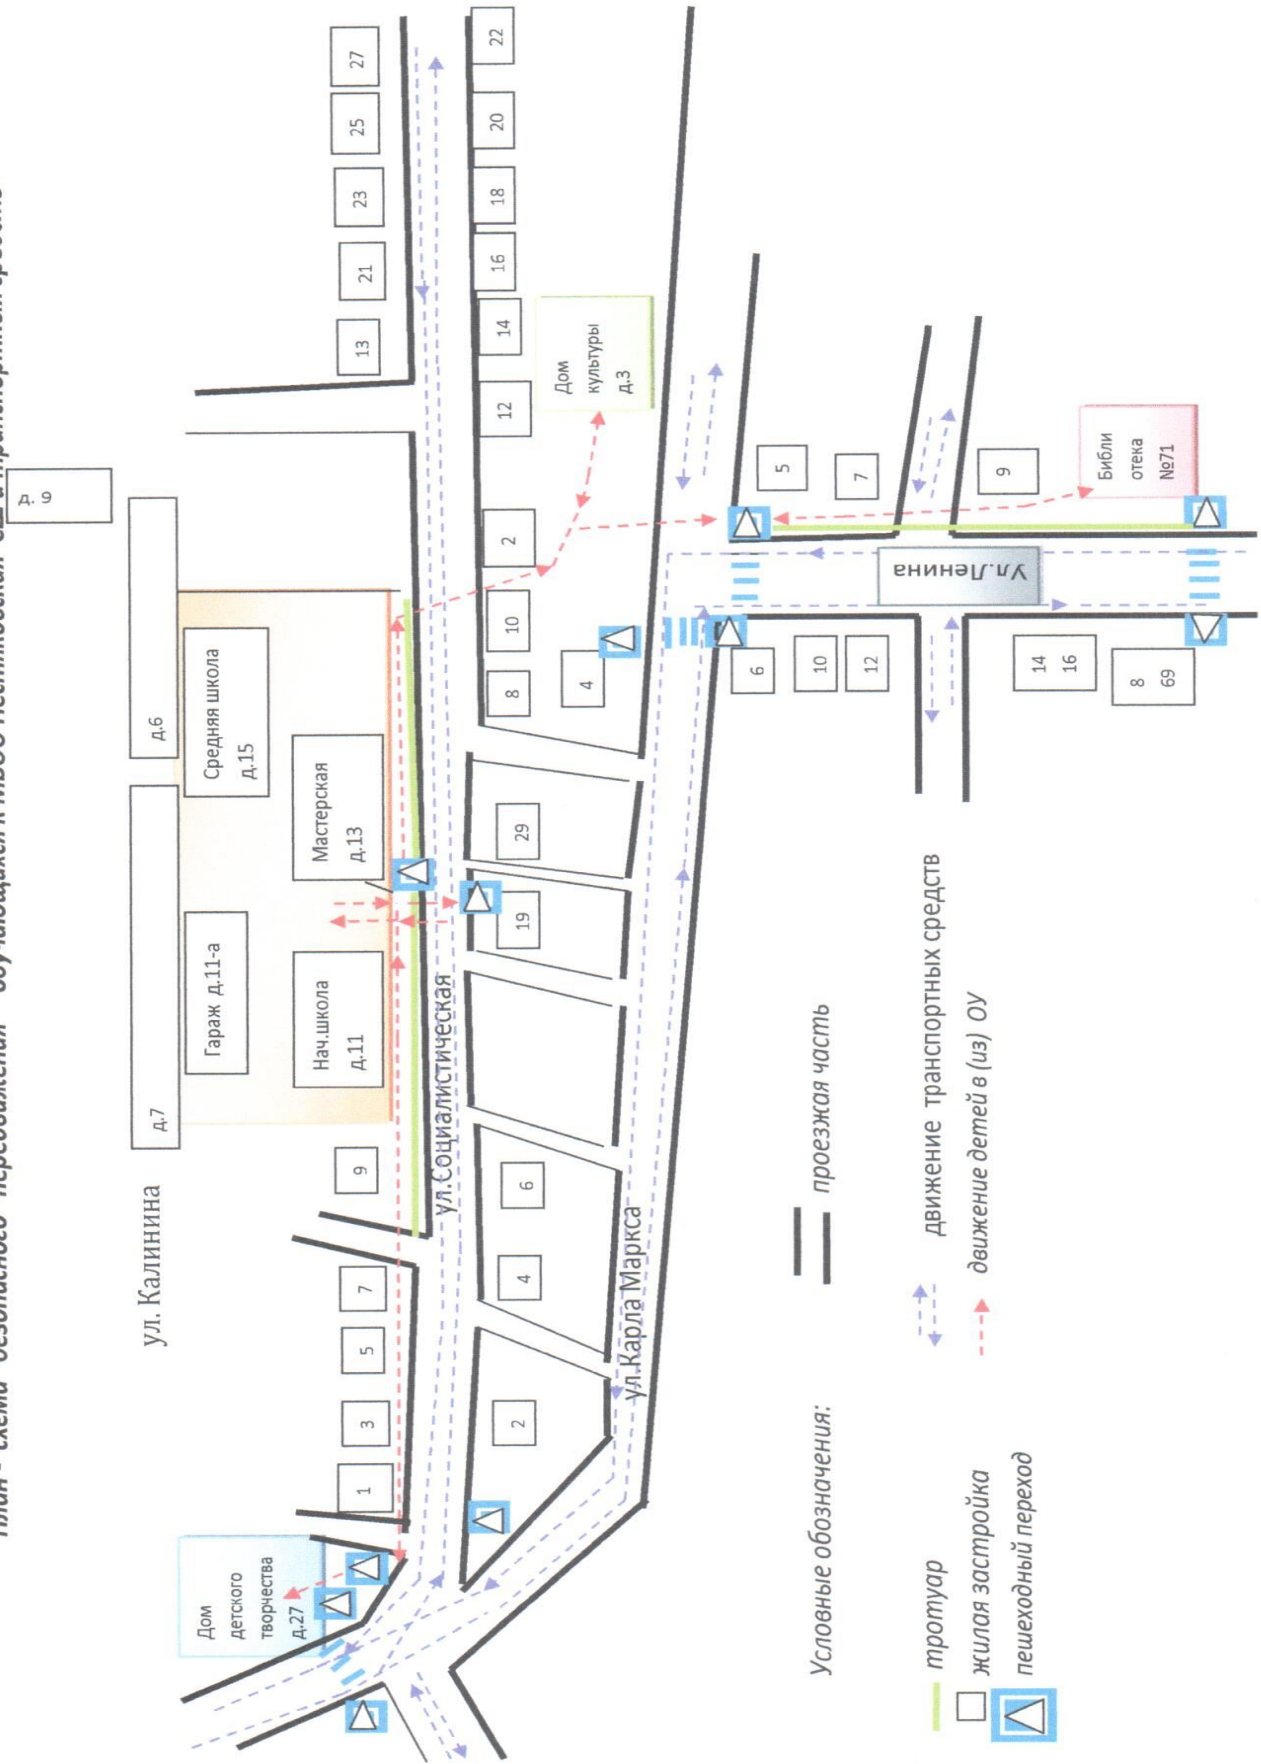 План - схема безопасного передвижения обучающихся к МБОУ
СШ и транспортных средств
д. 9
ул. Калинина
д.7
д.6
Дом
детского
творчества
д.27
Гараж д.11-а
Средняя школа
д.15
Нач.школа
д.11
Мастерская
д.13
1
3
5
7
9
13
21
23
25
27
ул.Социалистическая
2
4
6
19
29
8
10
2
12
14
16
18
20
22
4
Дом
культуры
д.3
ул.Карла Маркса
6
10
12
14
16
8
69
Ул.Ленина
5
7
9
Библи
отека
№71
Условные обозначения:
проезжая часть
тротуар
движение транспортных средств
жилая застройка
движение детей в (из) ОУ
пешеходный переход